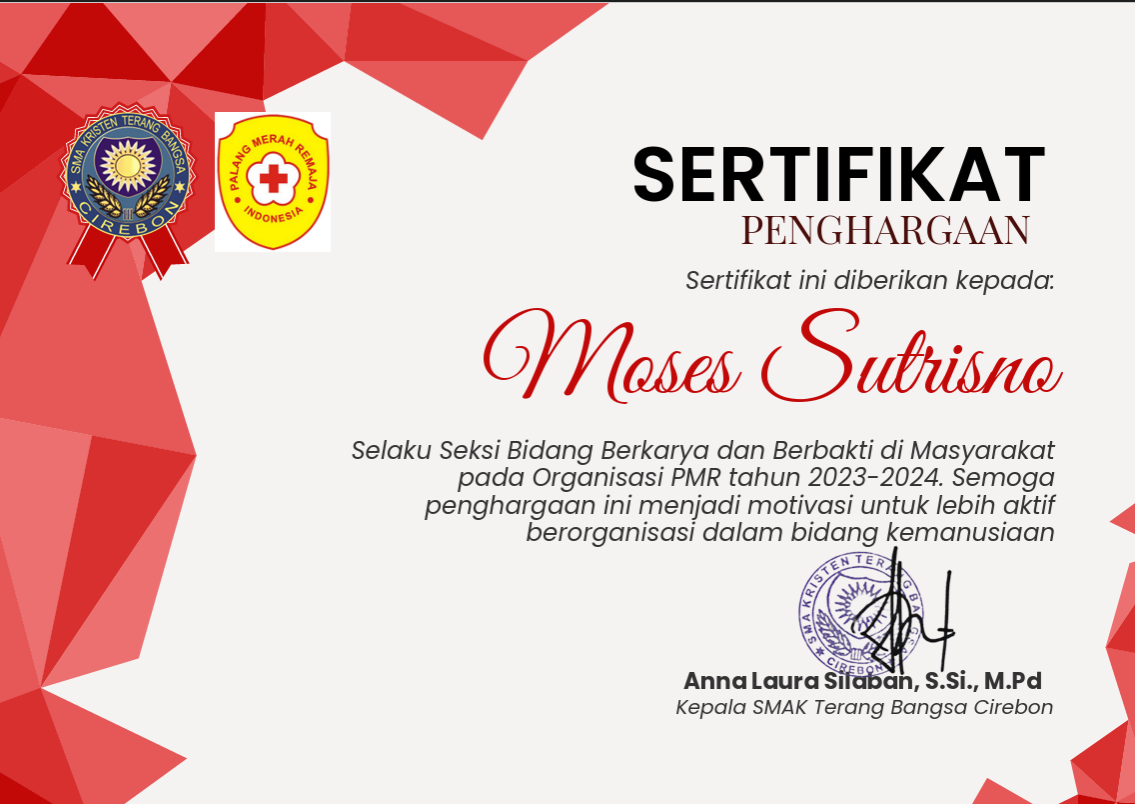 SMA KRISTEN TERANG BANGSA
CIREBON
PALANG MERAH REMAJA
INDONESIA
SERTIFIKAT
PENGHARGAAN
Sertifikat ini diberikan kepada:
Moses Sutrisno
Selaku Seksi Bidang Berkarya dan Berbakti di Masyarakat
pada Organisasi PMR tahun 2023-2024. Semoga
penghargaan ini menjadi motivasi untuk lebih aktif
berorganisasi dalam bidang kemanusiaan
SMA KRISTEN TERANG BANGSA
CIREBON
Anna Laura Silaban, S.Si., M.Pd
Kepala SMAK Terang Bangsa Cirebon